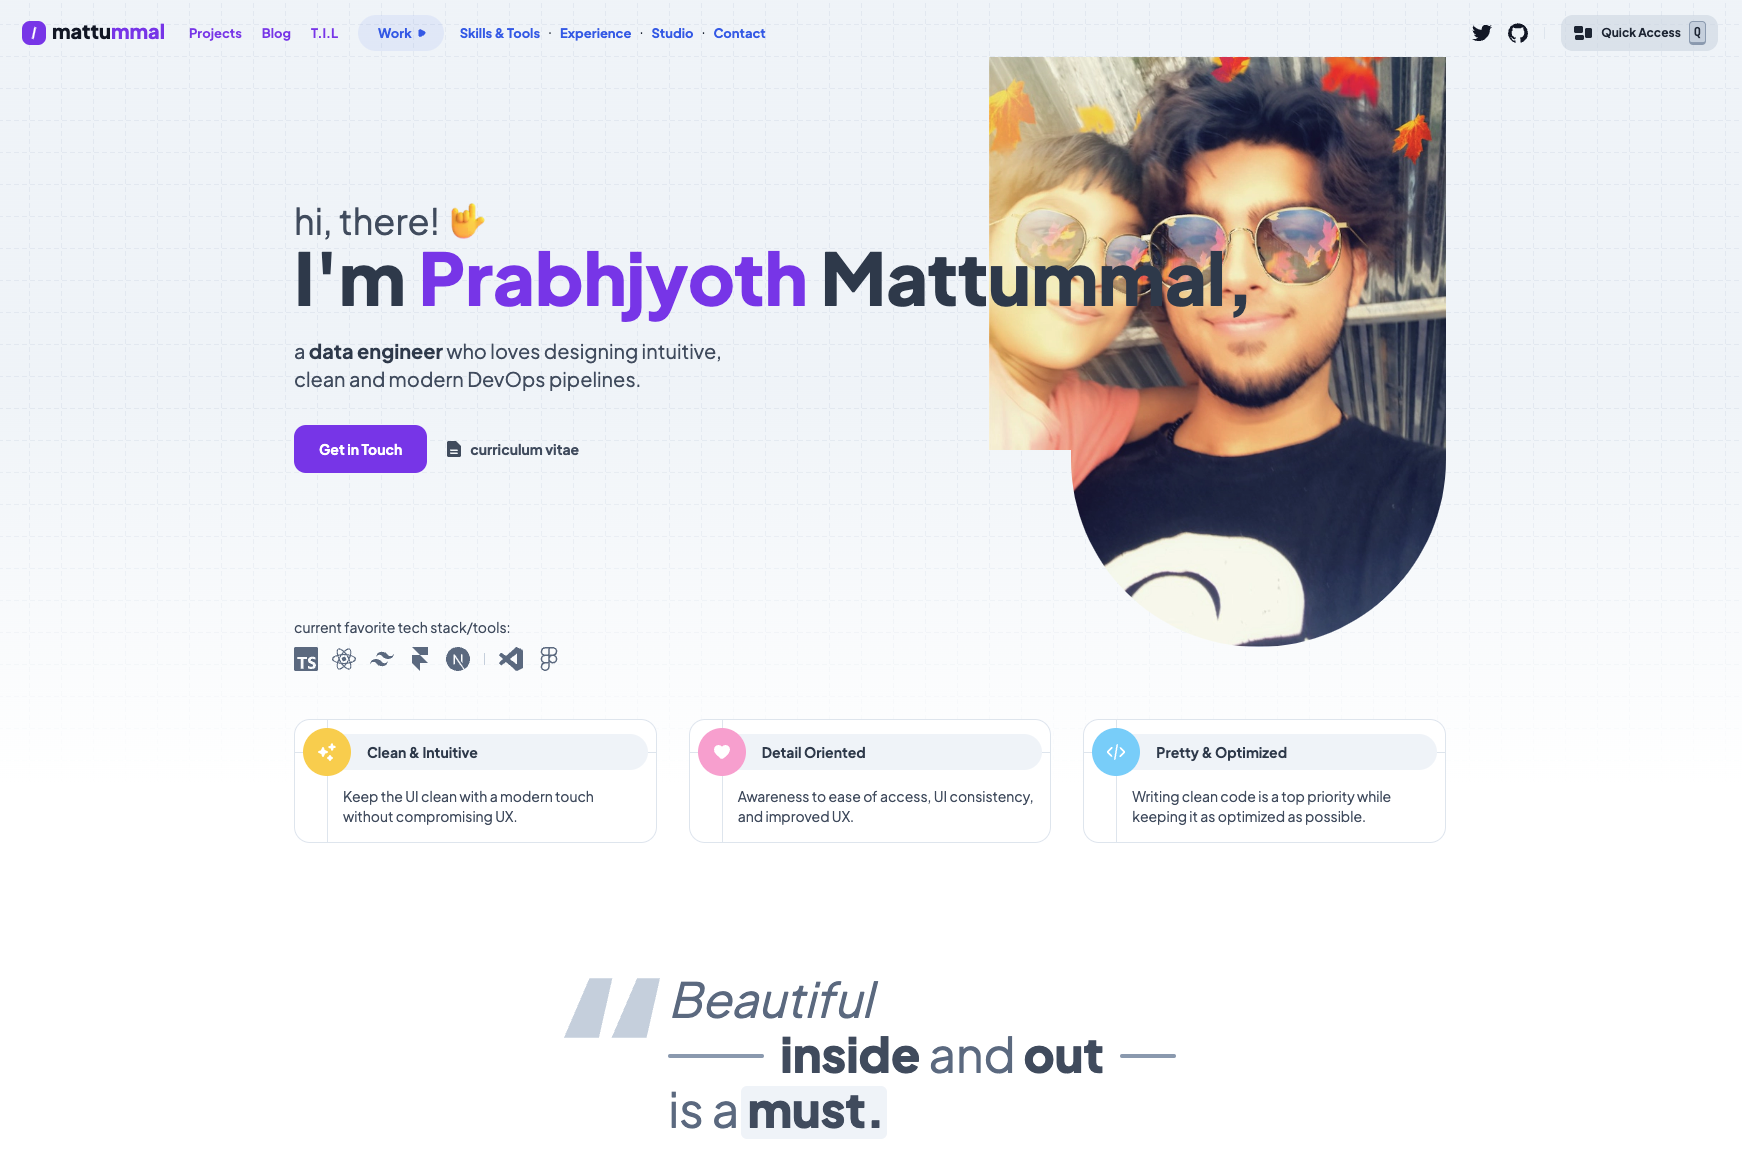 / mattummal Projects Blog T.I.L Work Skills & Tools · Experience · Studio · Contact Quick Access Q
hi, there!
I'm Prabhjyoth Mattummal,
a data engineer who loves designing intuitive,
clean and modern DevOps pipelines.
Get in Touch curriculum vitae
current favorite tech stack/tools:
TS N
Clean & Intuitive
Keep the UI clean with a modern touch
without compromising UX.
Detail Oriented
Awareness to ease of access, UI consistency,
and improved UX.
Pretty & Optimized
Writing clean code is a top priority while
keeping it as optimized as possible.
"Beautiful
inside and out
is a must.